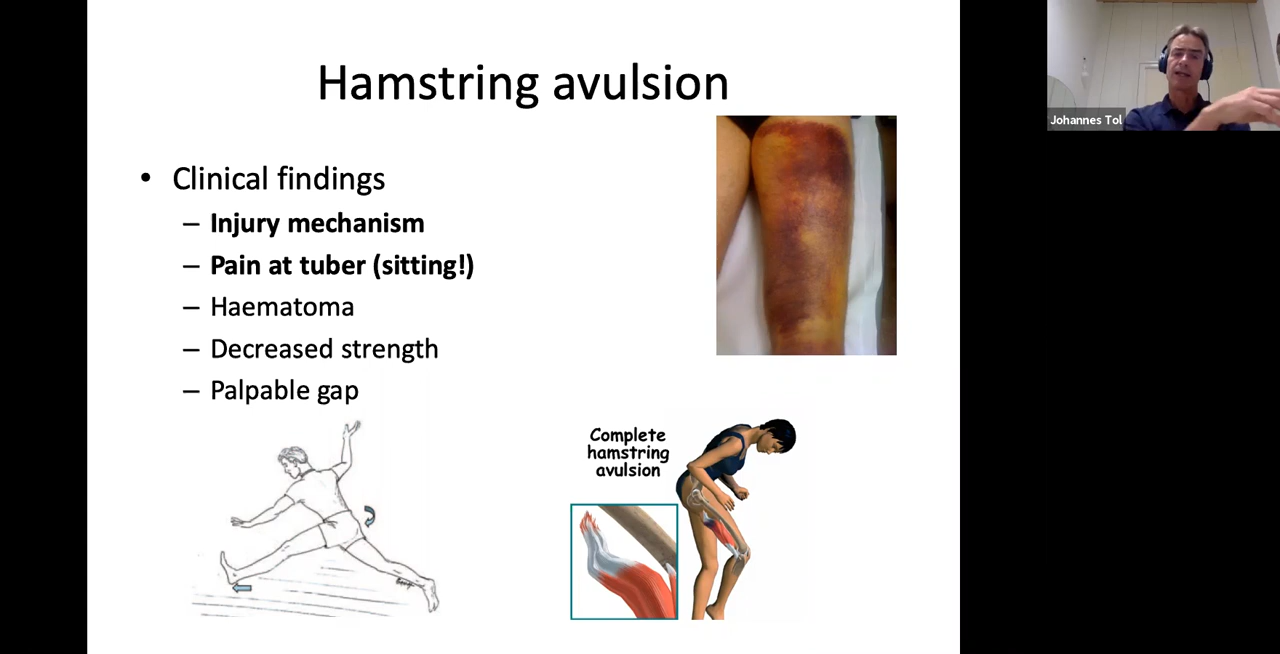 Hamstring avulsion
• Clinical findings
– Injury mechanism
– Pain at tuber (sitting!)
– Haematoma
– Decreased strength
– Palpable gap
Complete
hamstring
avulsion
Johannes Tol